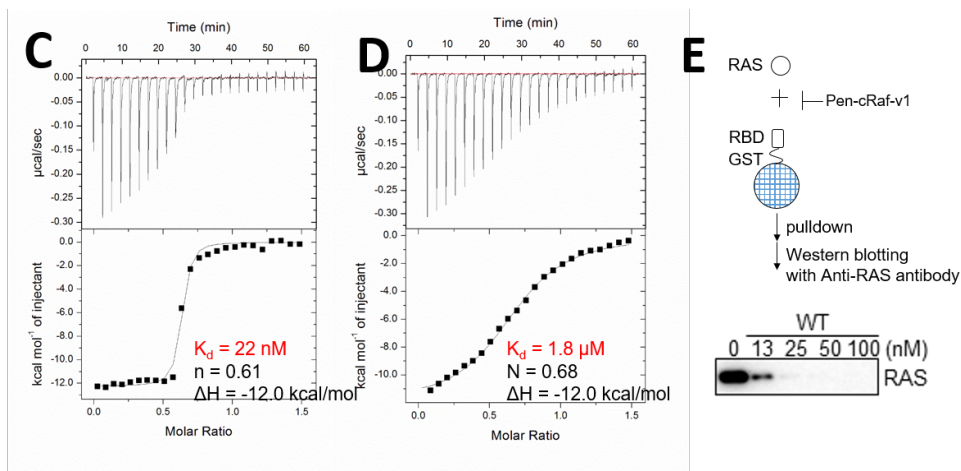 C
Time (min)
0 10 20 30 40 50 60
0.00
-0.05
-0.10
-0.15
-0.20
-0.25
-0.30
µcal/sec
0.0
-2.0
-4.0
-6.0
-8.0
-10.0
-12.0
kcal mol⁻¹ of injectant
Kd = 22 nM
n = 0.61
ΔH = -12.0 kcal/mol
0.0 0.5 1.0 1.5
Molar Ratio
D
Time (min)
0 10 20 30 40 50 60
0.00
-0.05
-0.10
-0.15
-0.20
-0.25
-0.30
µcal/sec
0.0
-2.0
-4.0
-6.0
-8.0
-10.0
kcal mol⁻¹ of injectant
Kd = 1.8 µM
N = 0.68
ΔH = -12.0 kcal/mol
0.0 0.5 1.0 1.5
Molar Ratio
E
RAS
Pen-cRaf-v1
RBD
GST
pulldown
Western blotting
with Anti-RAS antibody
WT
0 13 25 50 100 (nM)
RAS